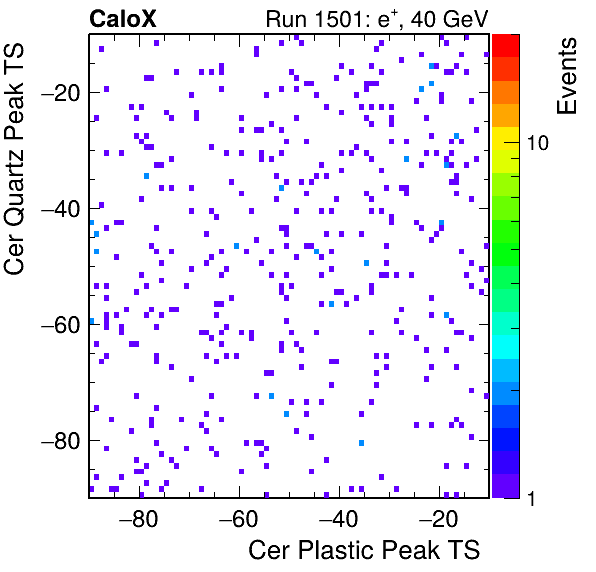 CaloX Run 1501: e⁺, 40 GeV
Cer Quartz Peak TS
−20
−40
−60
−80
−80 −60 −40 −20
Cer Plastic Peak TS
Events
10
1